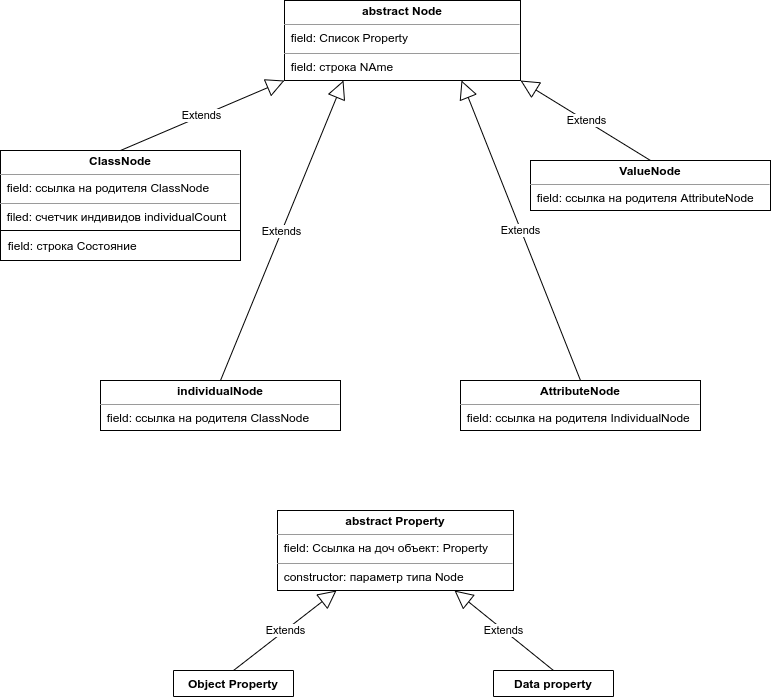 abstract Node
field: Список Property
field: строка NAme
Extends
Extends
ClassNode
field: ссылка на родителя ClassNode
filed: счетчик индивидов individualCount
field: строка Состояние
ValueNode
field: ссылка на родителя AttributeNode
Extends
Extends
individualNode
field: ссылка на родителя ClassNode
AttributeNode
field: ссылка на родителя IndividualNode
abstract Property
field: Ссылка на доч объект: Property
constructor: параметр типа Node
Extends
Extends
Object Property
Data property